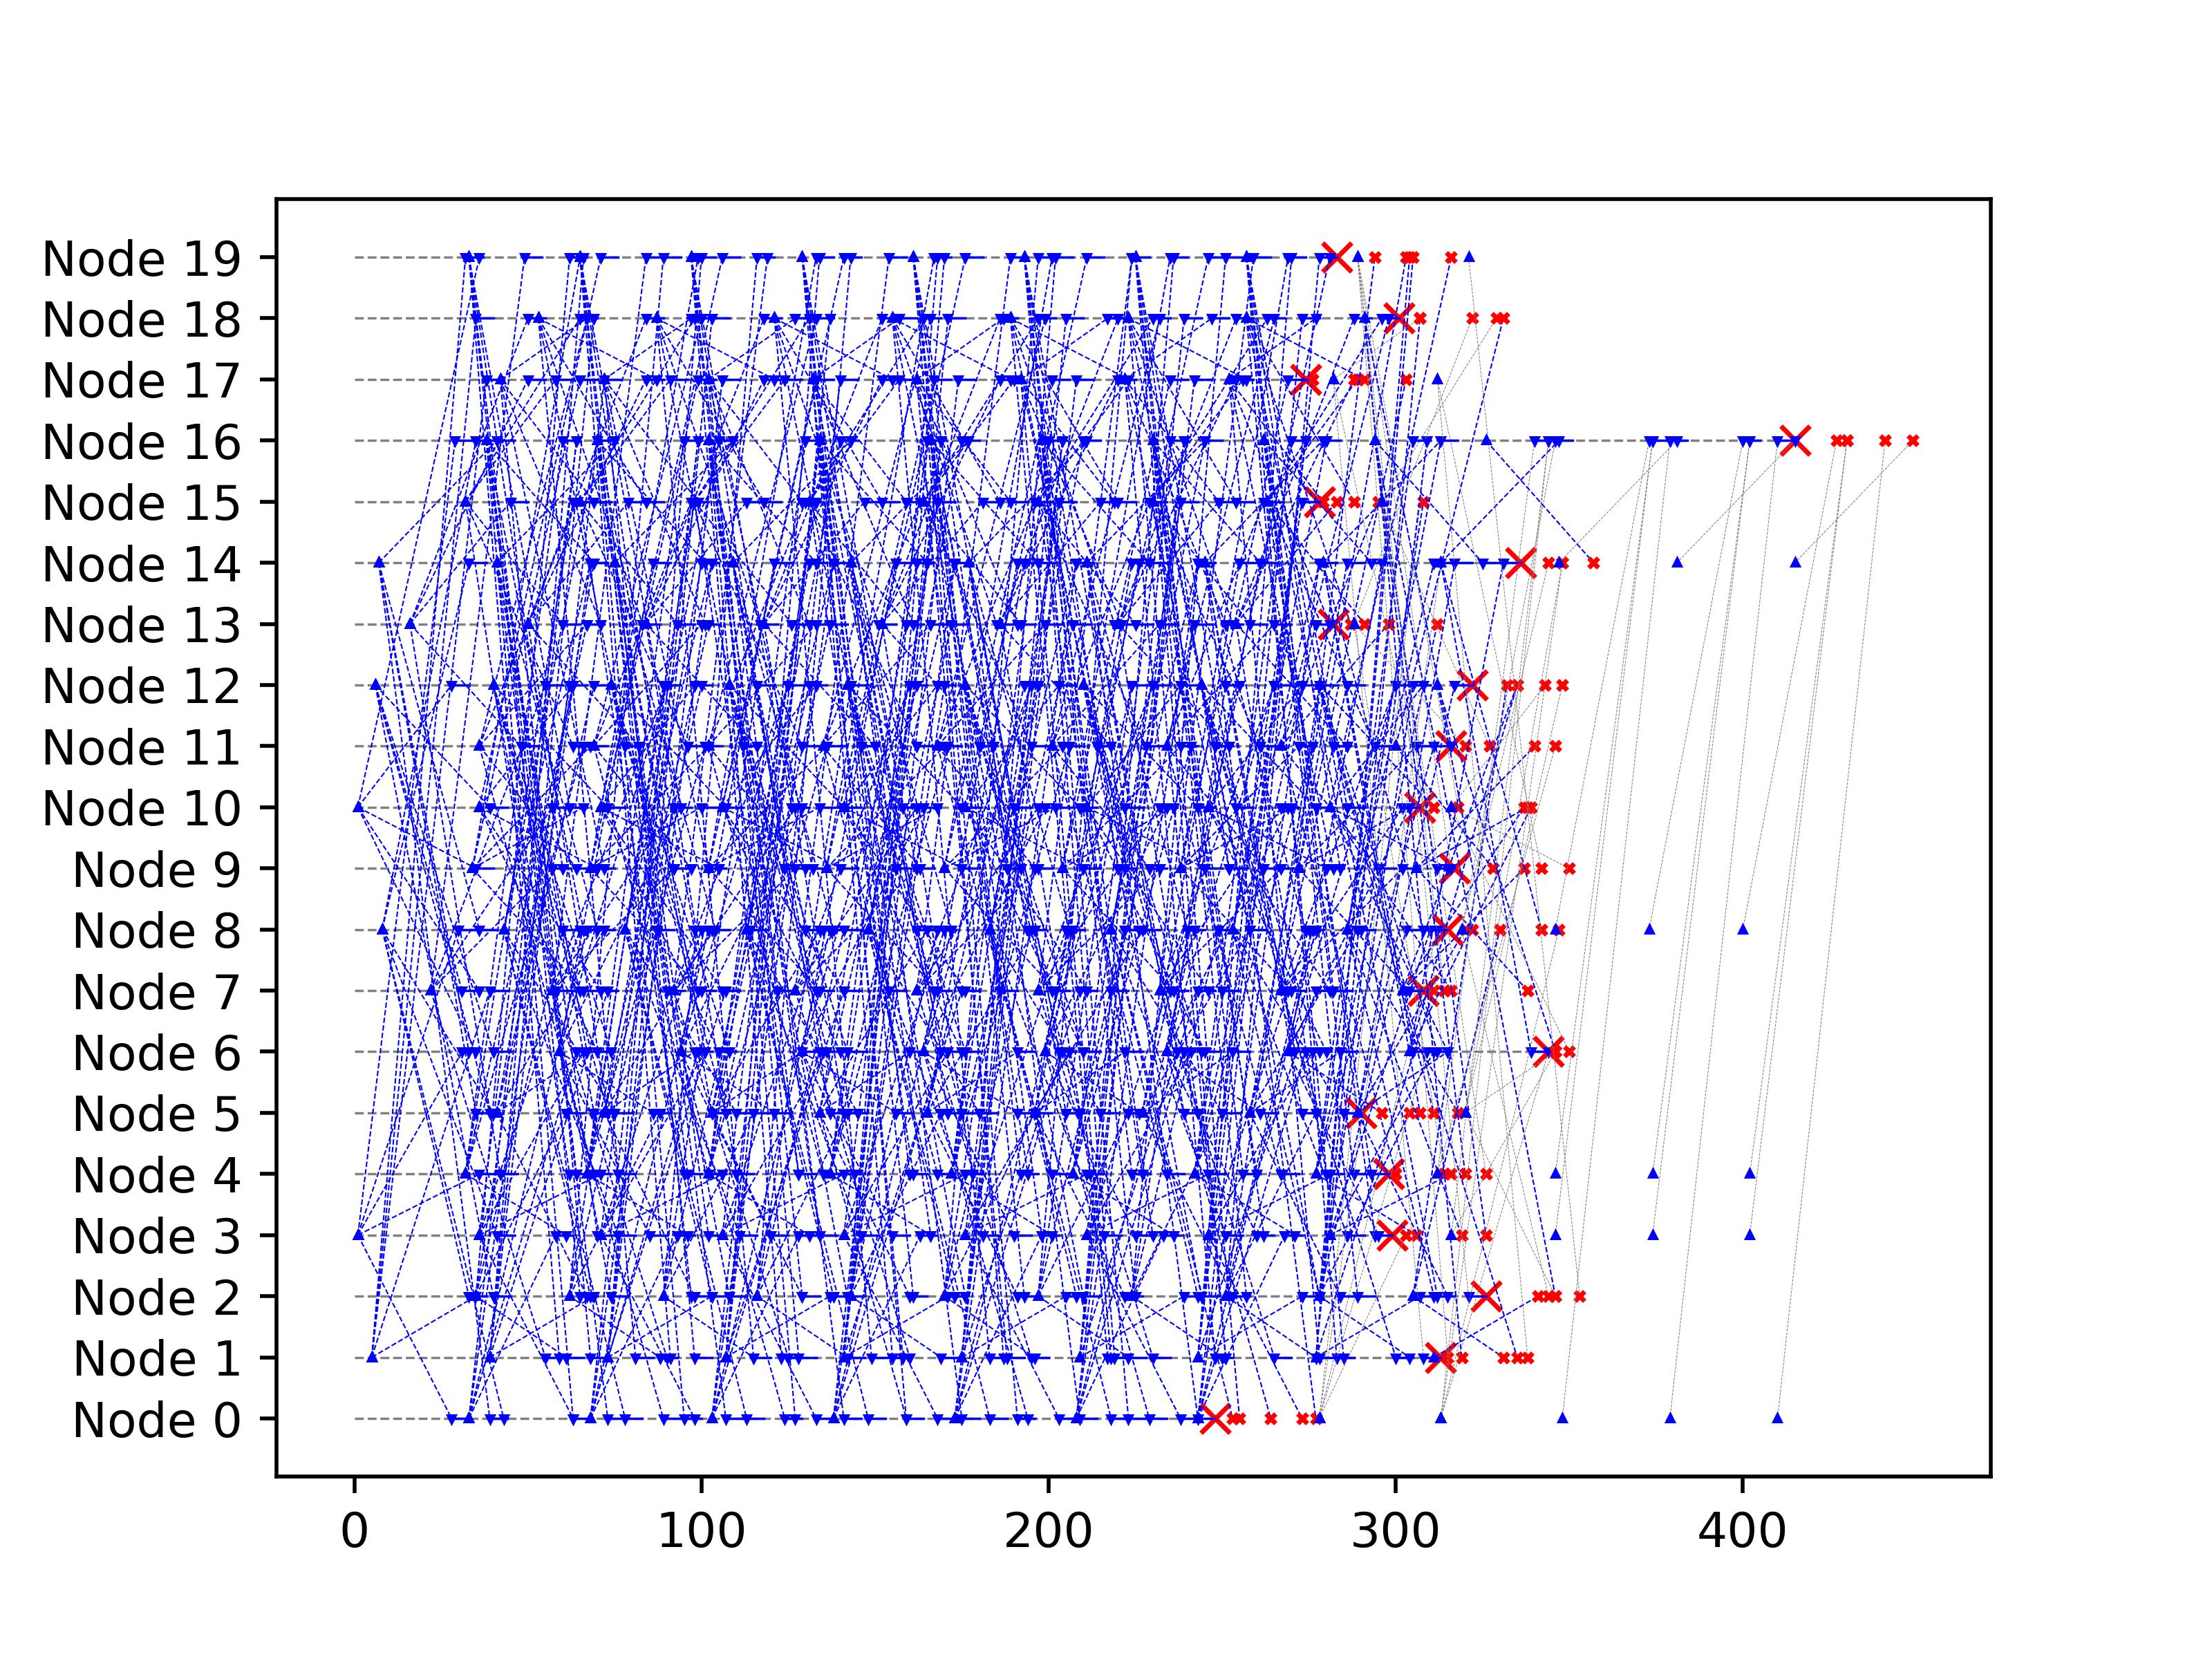 Node 19
Node 18
Node 17
Node 16
Node 15
Node 14
Node 13
Node 12
Node 11
Node 10
Node 9
Node 8
Node 7
Node 6
Node 5
Node 4
Node 3
Node 2
Node 1
Node 0
0 100 200 300 400